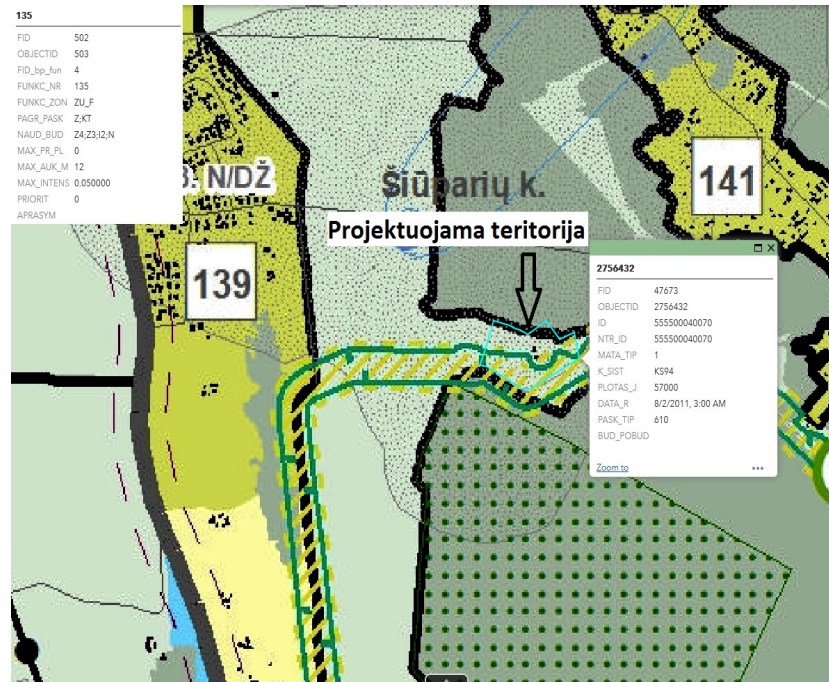 135
FID 502
OBJECTID 503
FID_bp_fun 4
FUNKC_NR 135
FUNKC_ZON ZU_F
PAGR_PASK Z;KT
NAUD_BUD Z4;Z3;I2;N
MAX_PR_PL 0
MAX_AUK_M 12
MAX_INTENS 0.050000
PRIORIT 0
APRASYM
. N/DŽ
139
Šiūparių k.
Projektuojama teritorija
141
2756432
FID 47673
OBJECTID 2756432
ID 555500040070
NTR_ID 555500040070
MATA_TIP 1
K_SIST KS94
PLOTAS_J 57000
DATA_R 8/2/2011, 3:00 AM
PASK_TIP 610
BUD_POBUD
Zoom to